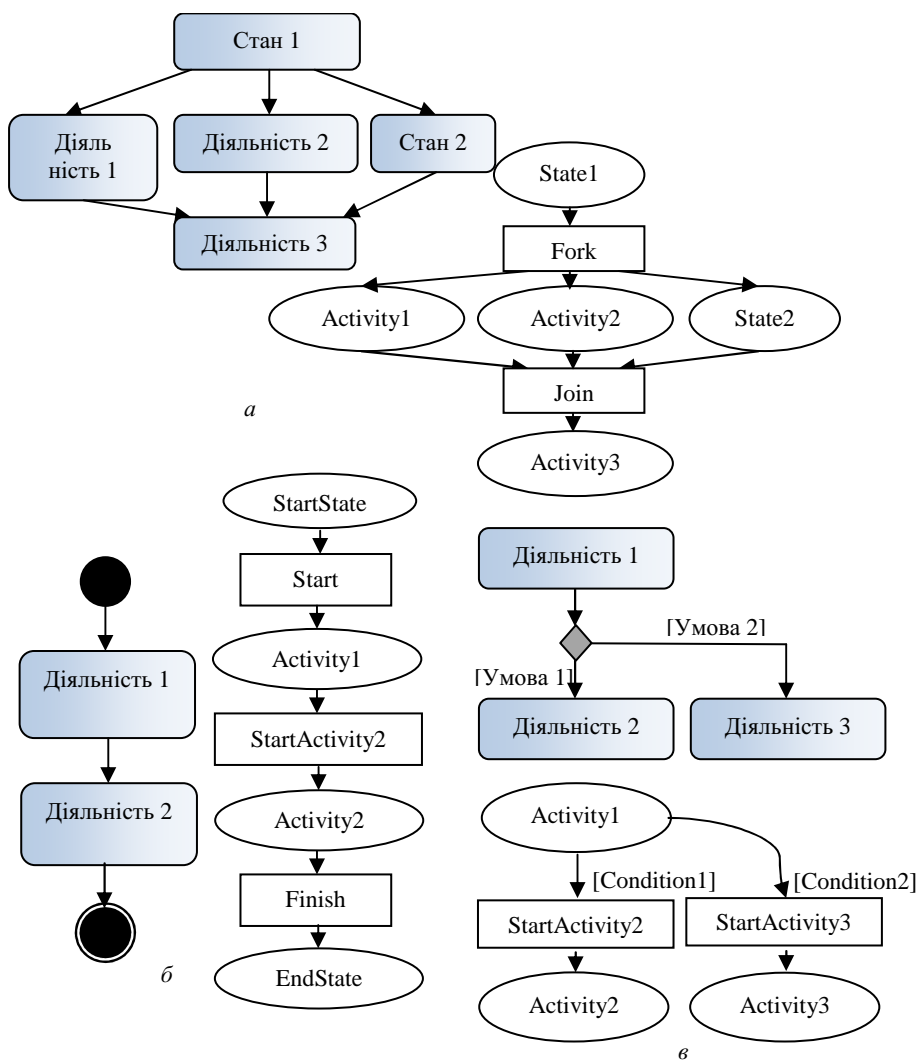 Стан 1
Діяль
ність 1
Діяльність 2
Стан 2
Діяльність 3
State1
Fork
Activity1
Activity2
State2
Join
Activity3
а
StartState
Start
Activity1
StartActivity2
Activity2
Finish
EndState
Діяльність 1
Діяльність 2
б
Діяльність 1
[Умова 2]
[Умова 1]
Діяльність 2
Діяльність 3
Activity1
[Condition1]
[Condition2]
StartActivity2
StartActivity3
Activity2
Activity3
в